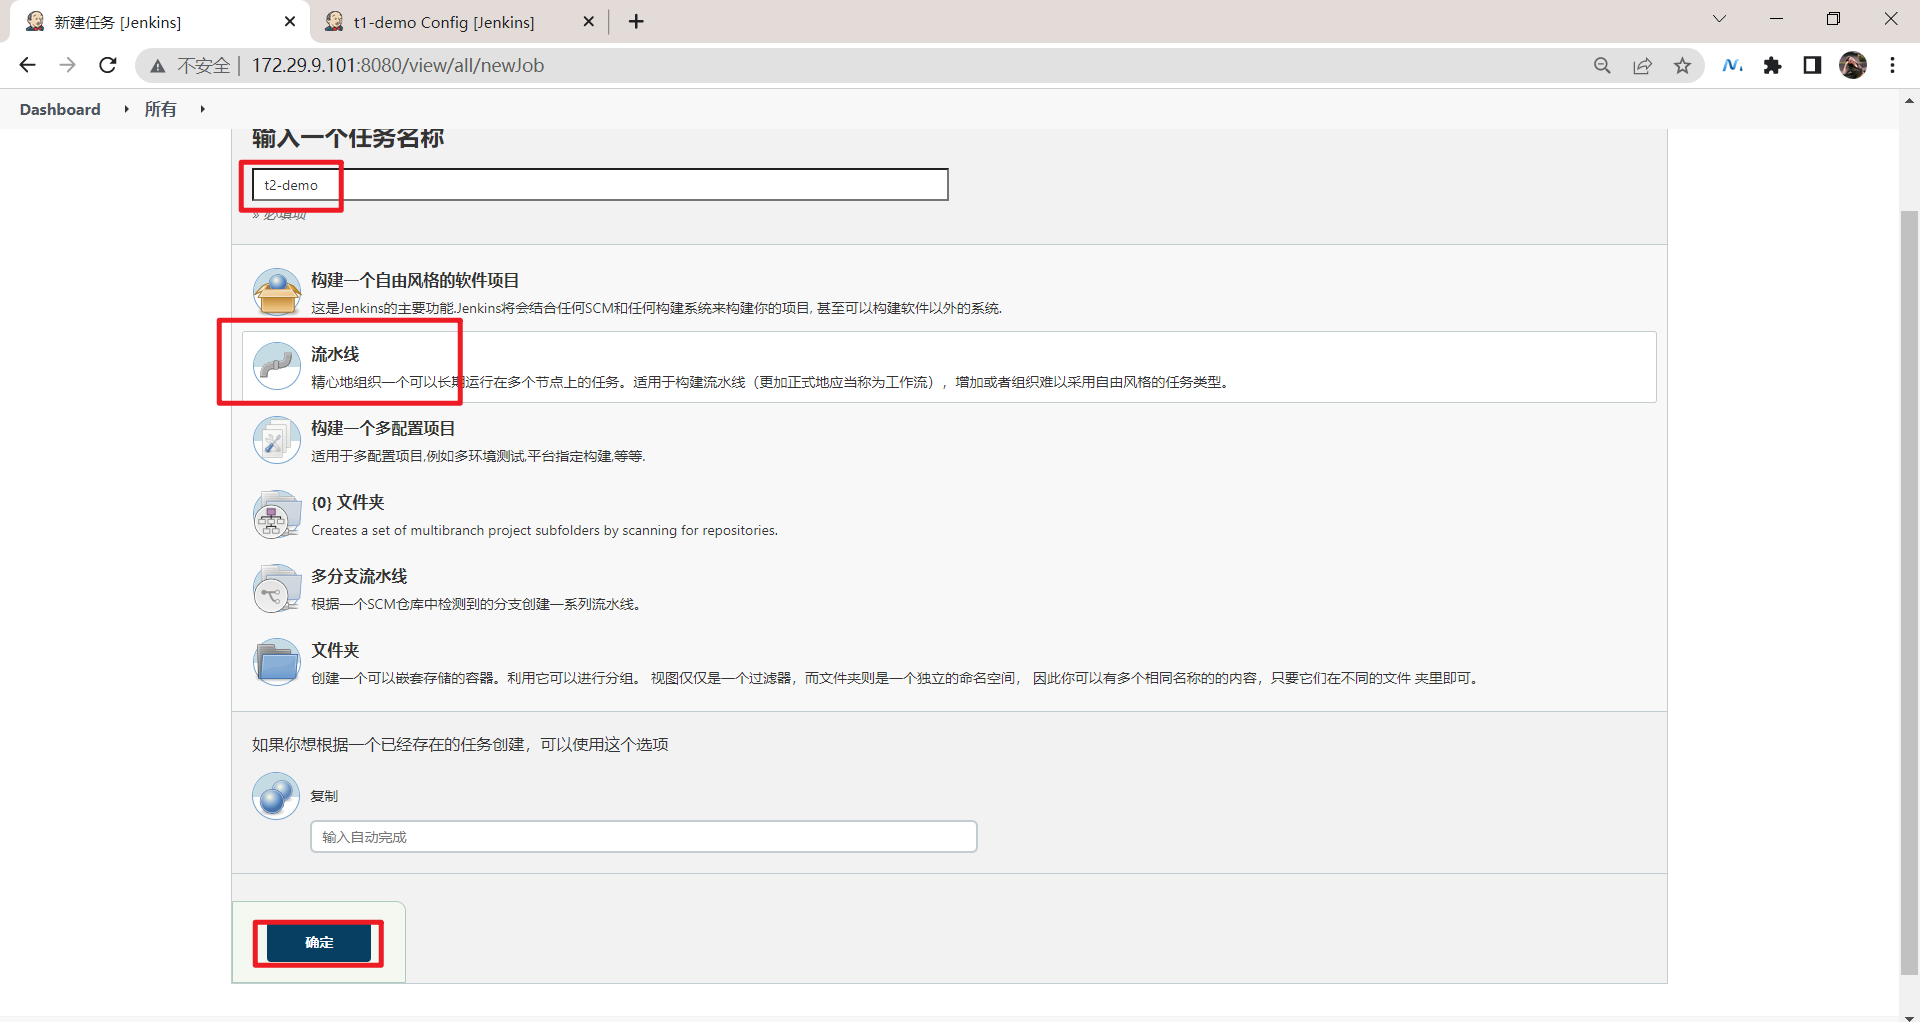 新建任务 [Jenkins]
t1-demo Config [Jenkins]
不安全 | 172.29.9.101:8080/view/all/newJob
Dashboard
所有
输入一个任务名称
t2-demo
» 必填项
构建一个自由风格的软件项目
这是Jenkins的主要功能.Jenkins将会结合任何SCM和任何构建系统来构建你的项目, 甚至可以构建软件以外的系统.
流水线
精心地组织一个可以长期运行在多个节点上的任务。适用于构建流水线（更加正式地应当称为工作流），增加或者组织难以采用自由风格的任务类型。
构建一个多配置项目
适用于多配置项目,例如多环境测试,平台指定构建,等等.
{0} 文件夹
Creates a set of multibranch project subfolders by scanning for repositories.
多分支流水线
根据一个SCM仓库中检测到的分支创建一系列流水线。
文件夹
创建一个可以嵌套存储的容器。利用它可以进行分组。 视图仅仅是一个过滤器，而文件夹则是一个独立的命名空间， 因此你可以有多个相同名称的的内容，只要它们在不同的文件 夹里即可。
如果你想根据一个已经存在的任务创建，可以使用这个选项
复制
输入自动完成
确定